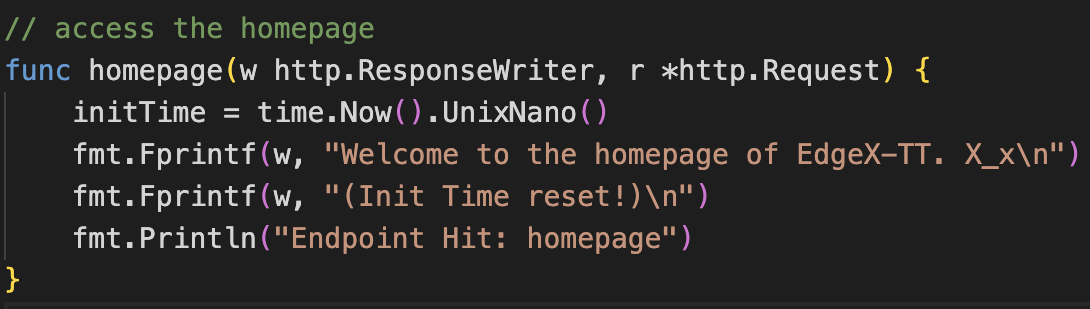 // access the homepage
func homepage(w http.ResponseWriter, r *http.Request) {
    initTime = time.Now().UnixNano()
    fmt.Fprintf(w, "Welcome to the homepage of EdgeX-TT. X_x\n")
    fmt.Fprintf(w, "(Init Time reset!)\n")
    fmt.Println("Endpoint Hit: homepage")
}